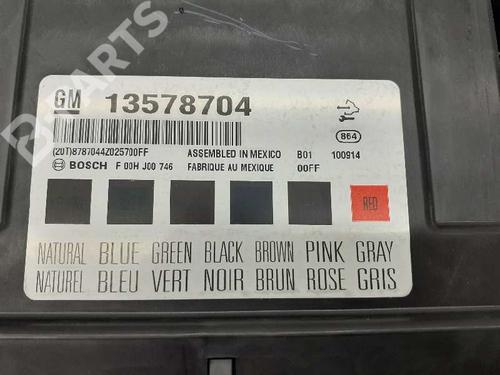 B-PARTS
GM 13578704
(20T)8787044Z025700FF ASSEMBLED IN MEXICO B01 100914
864
BOSCH F 00H J00 746 FABRIQUE AU MEXIQUE 00FF
RED
NATURAL BLUE GREEN BLACK BROWN PINK GRAY
NATUREL BLEU VERT NOIR BRUN ROSE GRIS